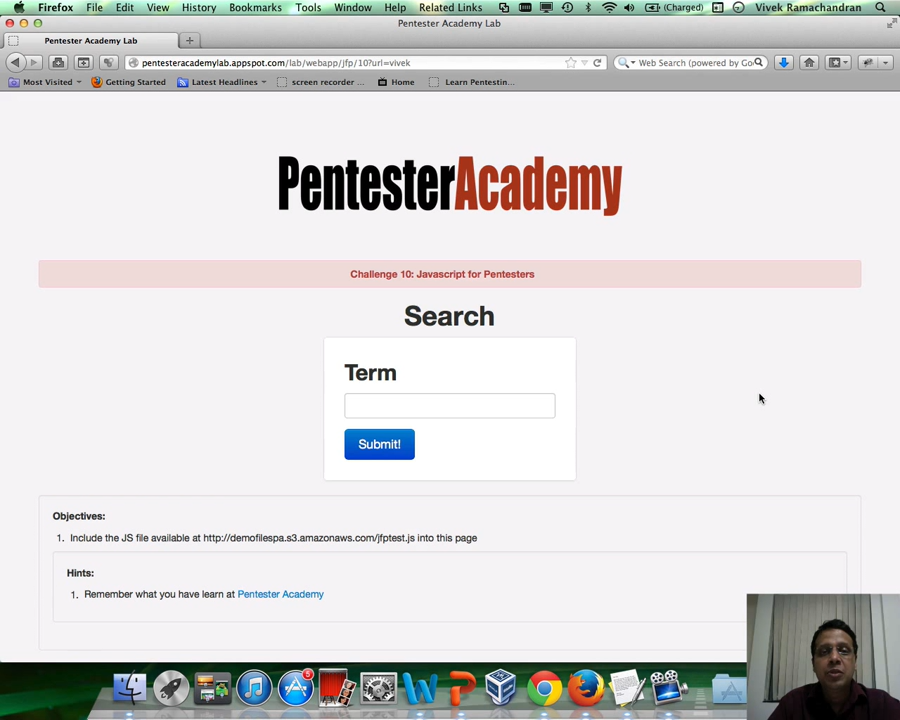 Firefox File Edit View History Bookmarks Tools Window Related Links Help (Charged) Vivek Ramachandran
Pentester Academy Lab
Pentester Academy Lab
pentesteracademylab.appspot.com/lab/webapp/jfp/10?url=vivek Web Search (powered by Go
Most Visited Getting Started Latest Headlines screen recorder ... Home Learn Pentestin...
PentesterAcademy
Challenge 10: Javascript for Pentesters
Search
Term
Submit!
Objectives:
1. Include the JS file available at http://demofilespa.s3.amazonaws.com/jfptest.js into this page
Hints:
1. Remember what you have learn at Pentester Academy